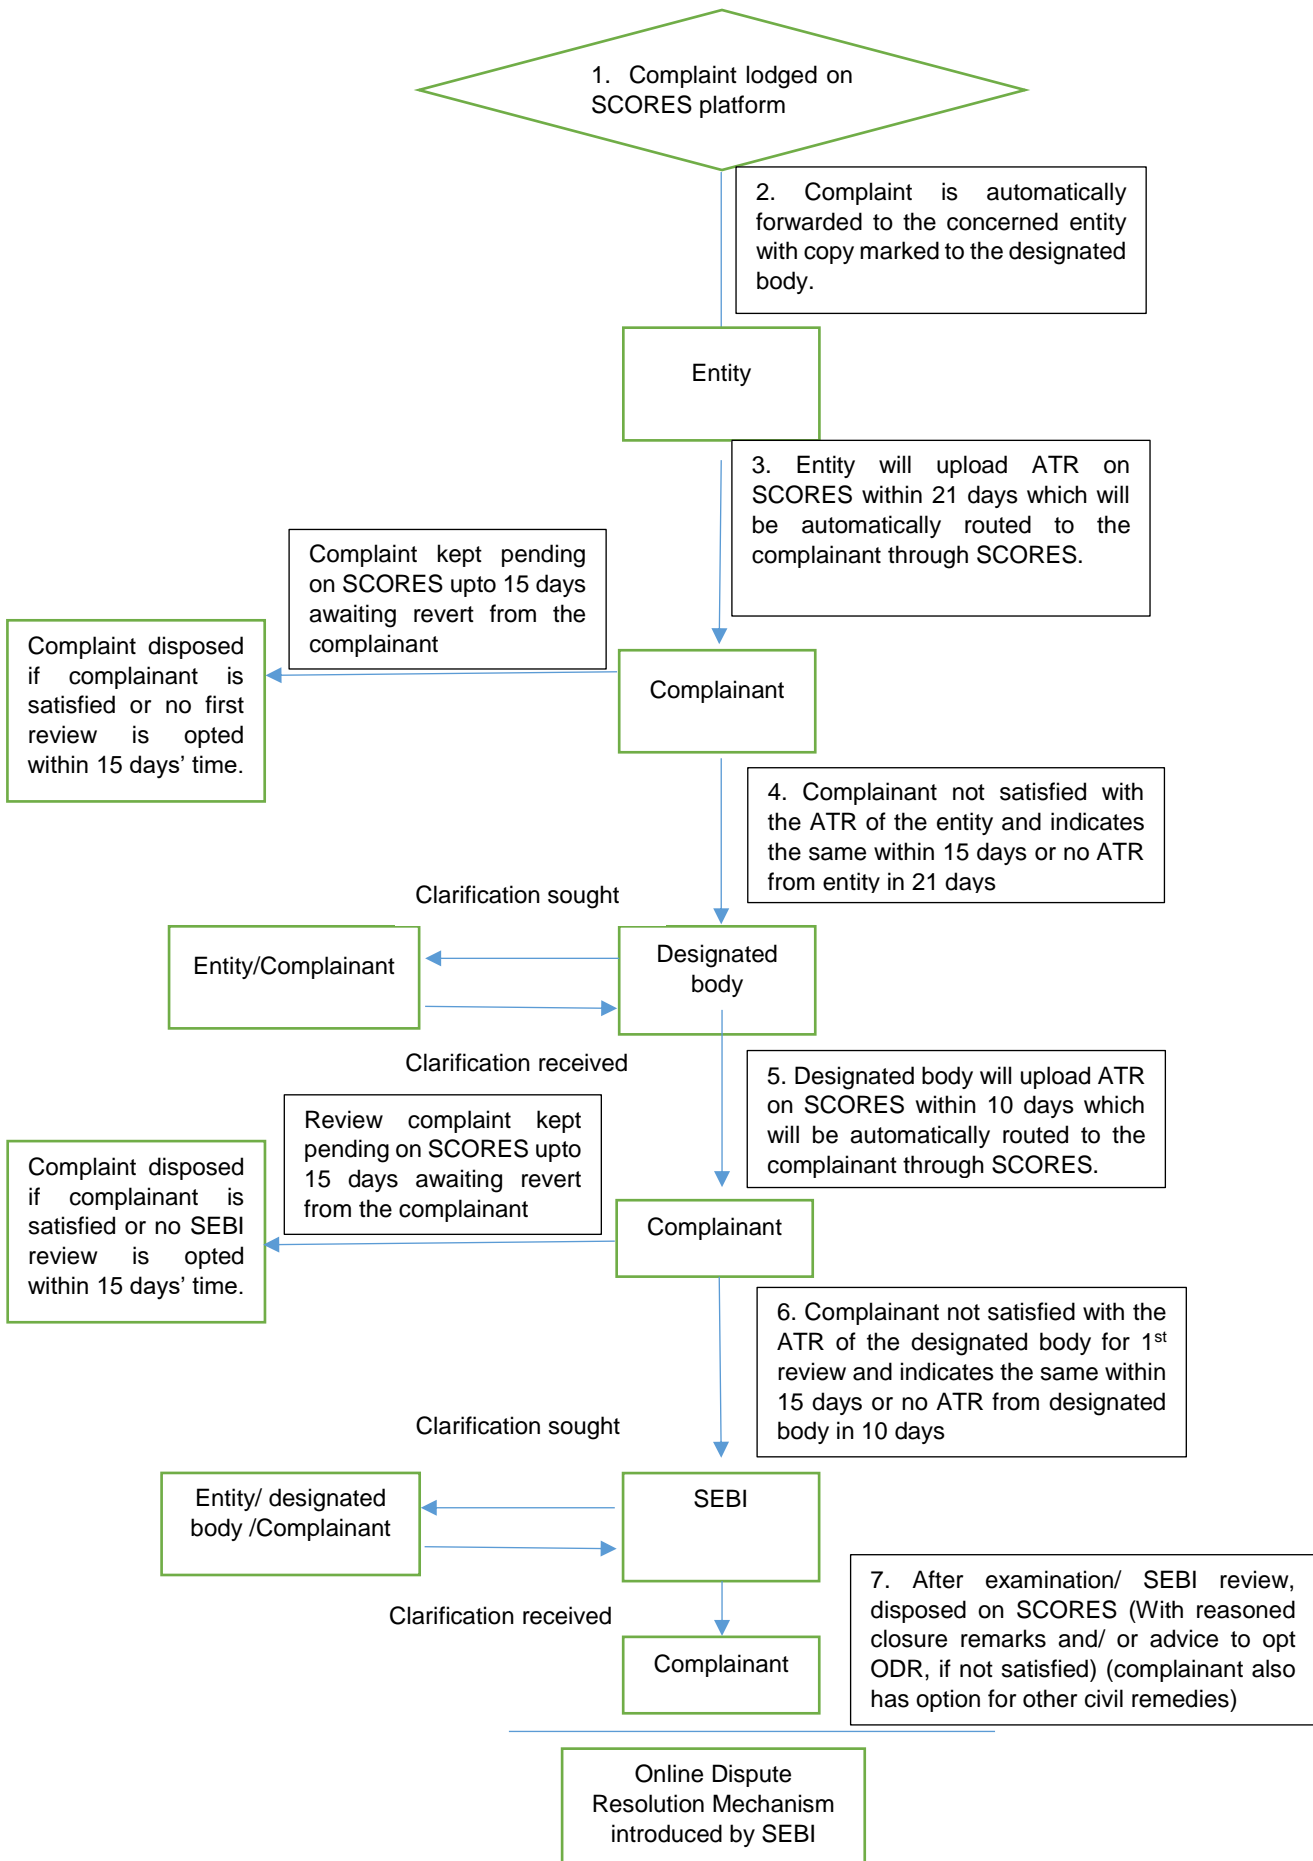 1. Complaint lodged on
SCORES platform
2. Complaint is automatically
forwarded to the concerned entity
with copy marked to the designated
body.
Entity
3. Entity will upload ATR on
SCORES within 21 days which will
be automatically routed to the
complainant through SCORES.
Complaint kept pending
on SCORES upto 15 days
awaiting revert from the
complainant
Complaint disposed
if complainant is
satisfied or no first
review is opted
within 15 days’ time.
Complainant
4. Complainant not satisfied with
the ATR of the entity and indicates
the same within 15 days or no ATR
from entity in 21 days
Clarification sought
Entity/Complainant
Designated
body
Clarification received
5. Designated body will upload ATR
on SCORES within 10 days which
will be automatically routed to the
complainant through SCORES.
Review complaint kept
pending on SCORES upto
15 days awaiting revert
from the complainant
Complaint disposed
if complainant is
satisfied or no SEBI
review is opted
within 15 days’ time.
Complainant
6. Complainant not satisfied with the
ATR of the designated body for 1st
review and indicates the same within
15 days or no ATR from designated
body in 10 days
Clarification sought
Entity/ designated
body /Complainant
SEBI
Clarification received
7. After examination/ SEBI review,
disposed on SCORES (With reasoned
closure remarks and/ or advice to opt
ODR, if not satisfied) (complainant also
has option for other civil remedies)
Complainant
Online Dispute
Resolution Mechanism
introduced by SEBI